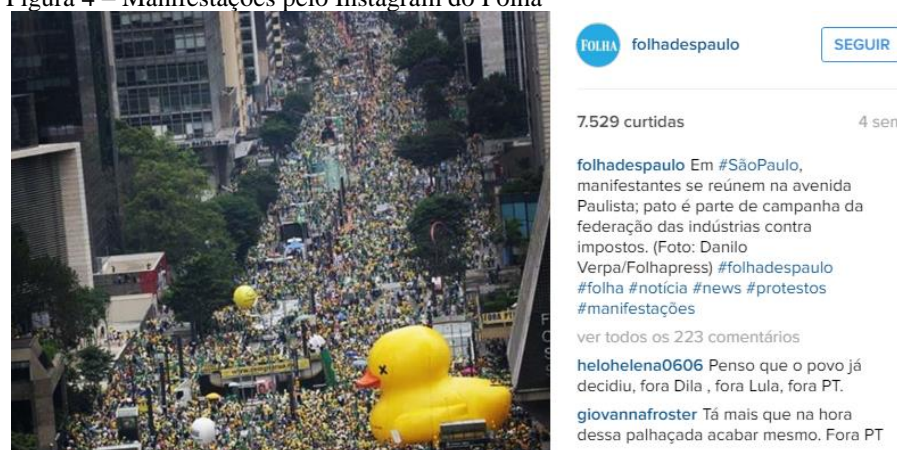 Figura 4 – Manifestações pelo Instagram do Folha
FOLHA
folhadespaulo
SEGUIR
7.529 curtidas
4 sem
folhadespaulo Em #SãoPaulo,
manifestantes se reúnem na avenida
Paulista; pato é parte de campanha da
federação das indústrias contra
impostos. (Foto: Danilo
Verpa/Folhapress) #folhadespaulo
#folha #notícia #news #protestos
#manifestações
ver todos os 223 comentários
helohelena0606 Penso que o povo já
decidiu, fora Dila , fora Lula, fora PT.
giovannafroster Tá mais que na hora
dessa palhaçada acabar mesmo. Fora PT